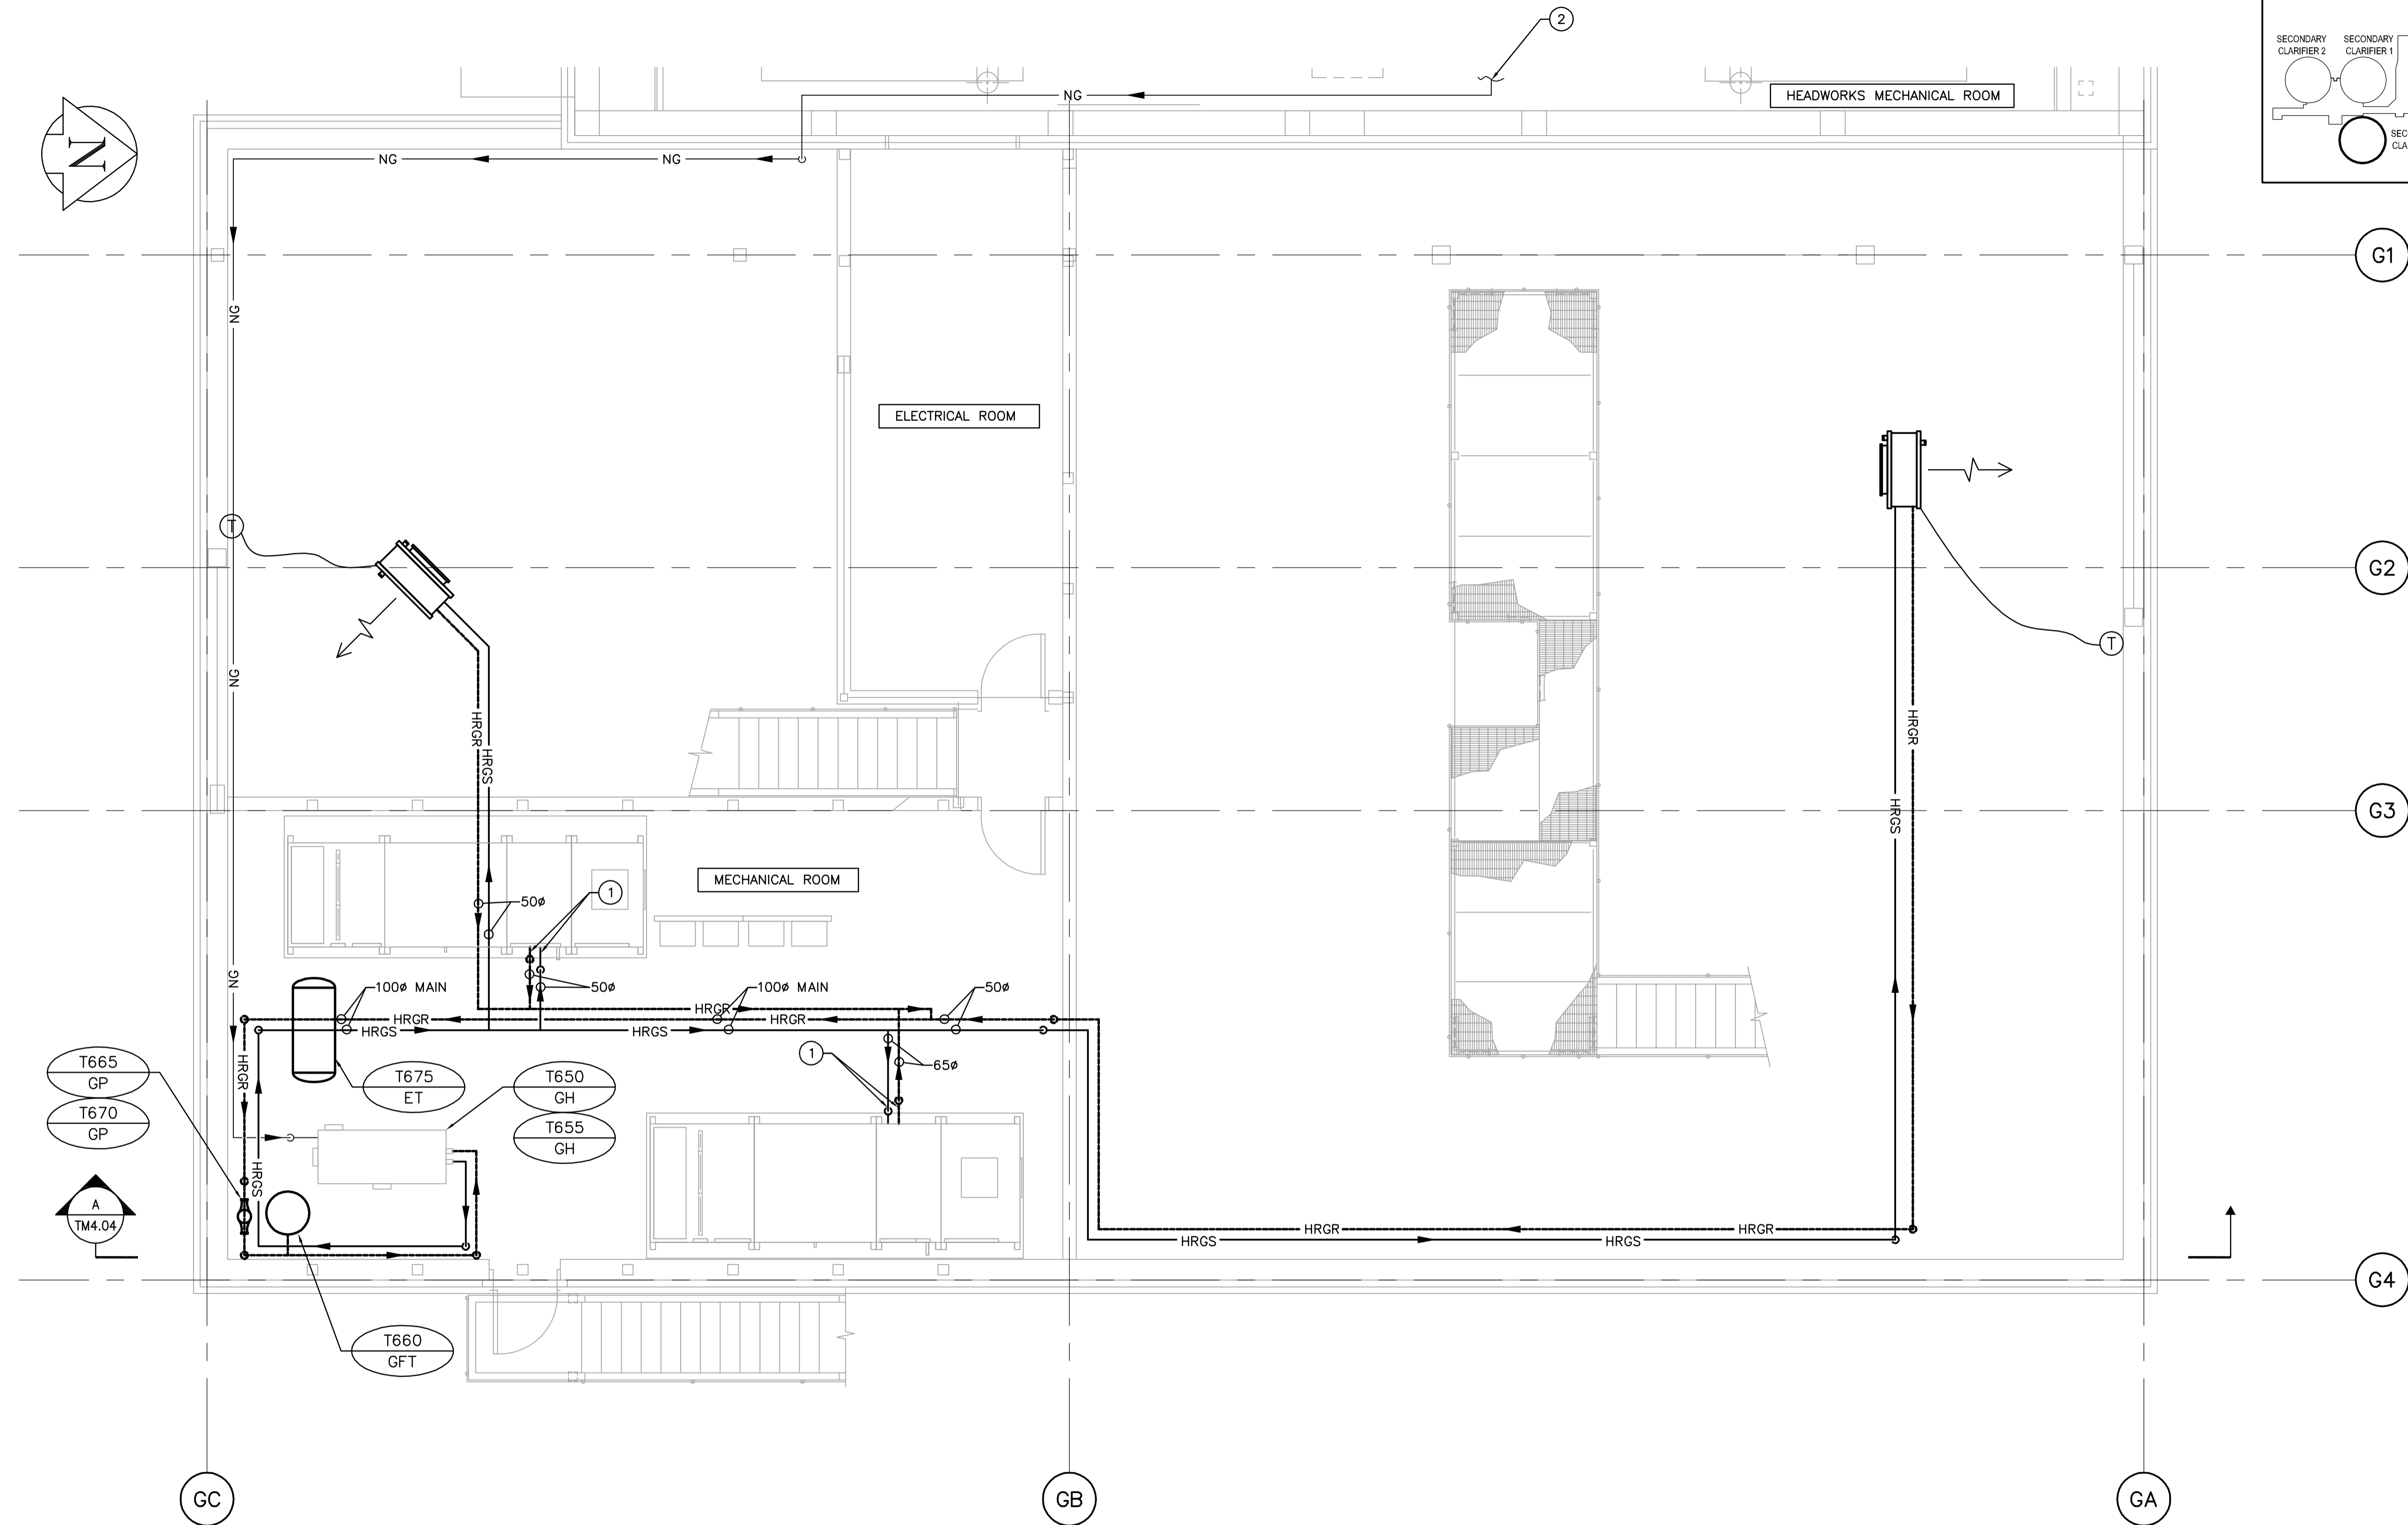 2
SECONDARY
CLARIFIER 2
SECONDARY
CLARIFIER 1
HEADWORKS MECHANICAL ROOM
NG
N
NG
NG
G1
NG
ELECTRICAL ROOM
T
G2
T
NG
HRGR
HRGS
HRGR
HRGS
G3
MECHANICAL ROOM
1
50ø
NG
100ø MAIN
50ø
100ø MAIN
50ø
HRGR
HRGR
HRGR
HRGS
HRGS
1
65ø
T665
GP
T670
GP
HRGR
T675
ET
T650
GH
T655
GH
HRGS
A
TM4.04
HRGR
HRGR
HRGS
HRGS
G4
T660
GFT
GC
GB
GA